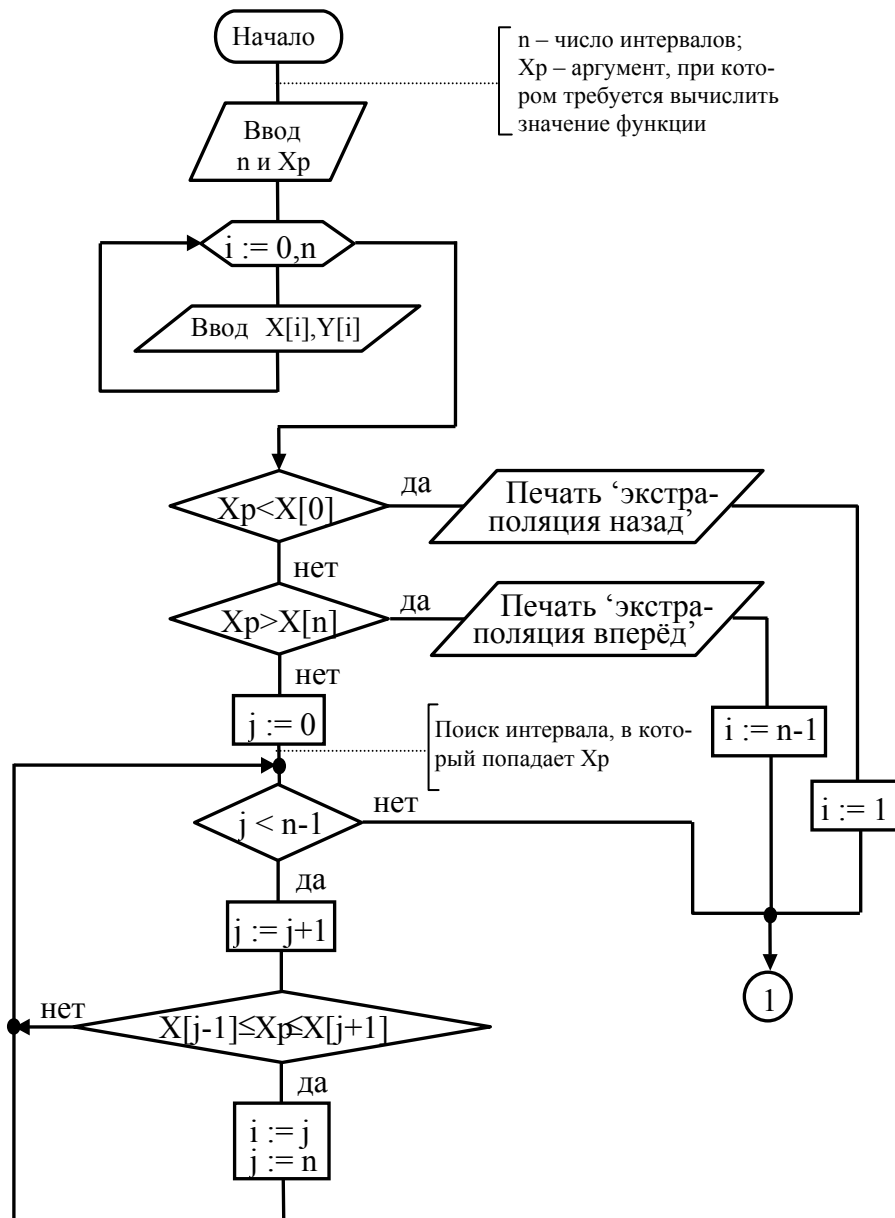 Начало
n – число интервалов;
Xp – аргумент, при кото-
ром требуется вычислить
значение функции
Ввод
n и Xp
i := 0,n
Ввод X[i],Y[i]
Xp<X[0]
да
Печать ‘экстра-
поляция назад’
нет
Xp>X[n]
да
Печать ‘экстра-
поляция вперёд’
нет
j := 0
Поиск интервала, в кото-
рый попадает Xp
i := n-1
i := 1
j < n-1
нет
да
j := j+1
1
X[j-1]≤Xp≤X[j+1]
нет
да
i := j
j := n